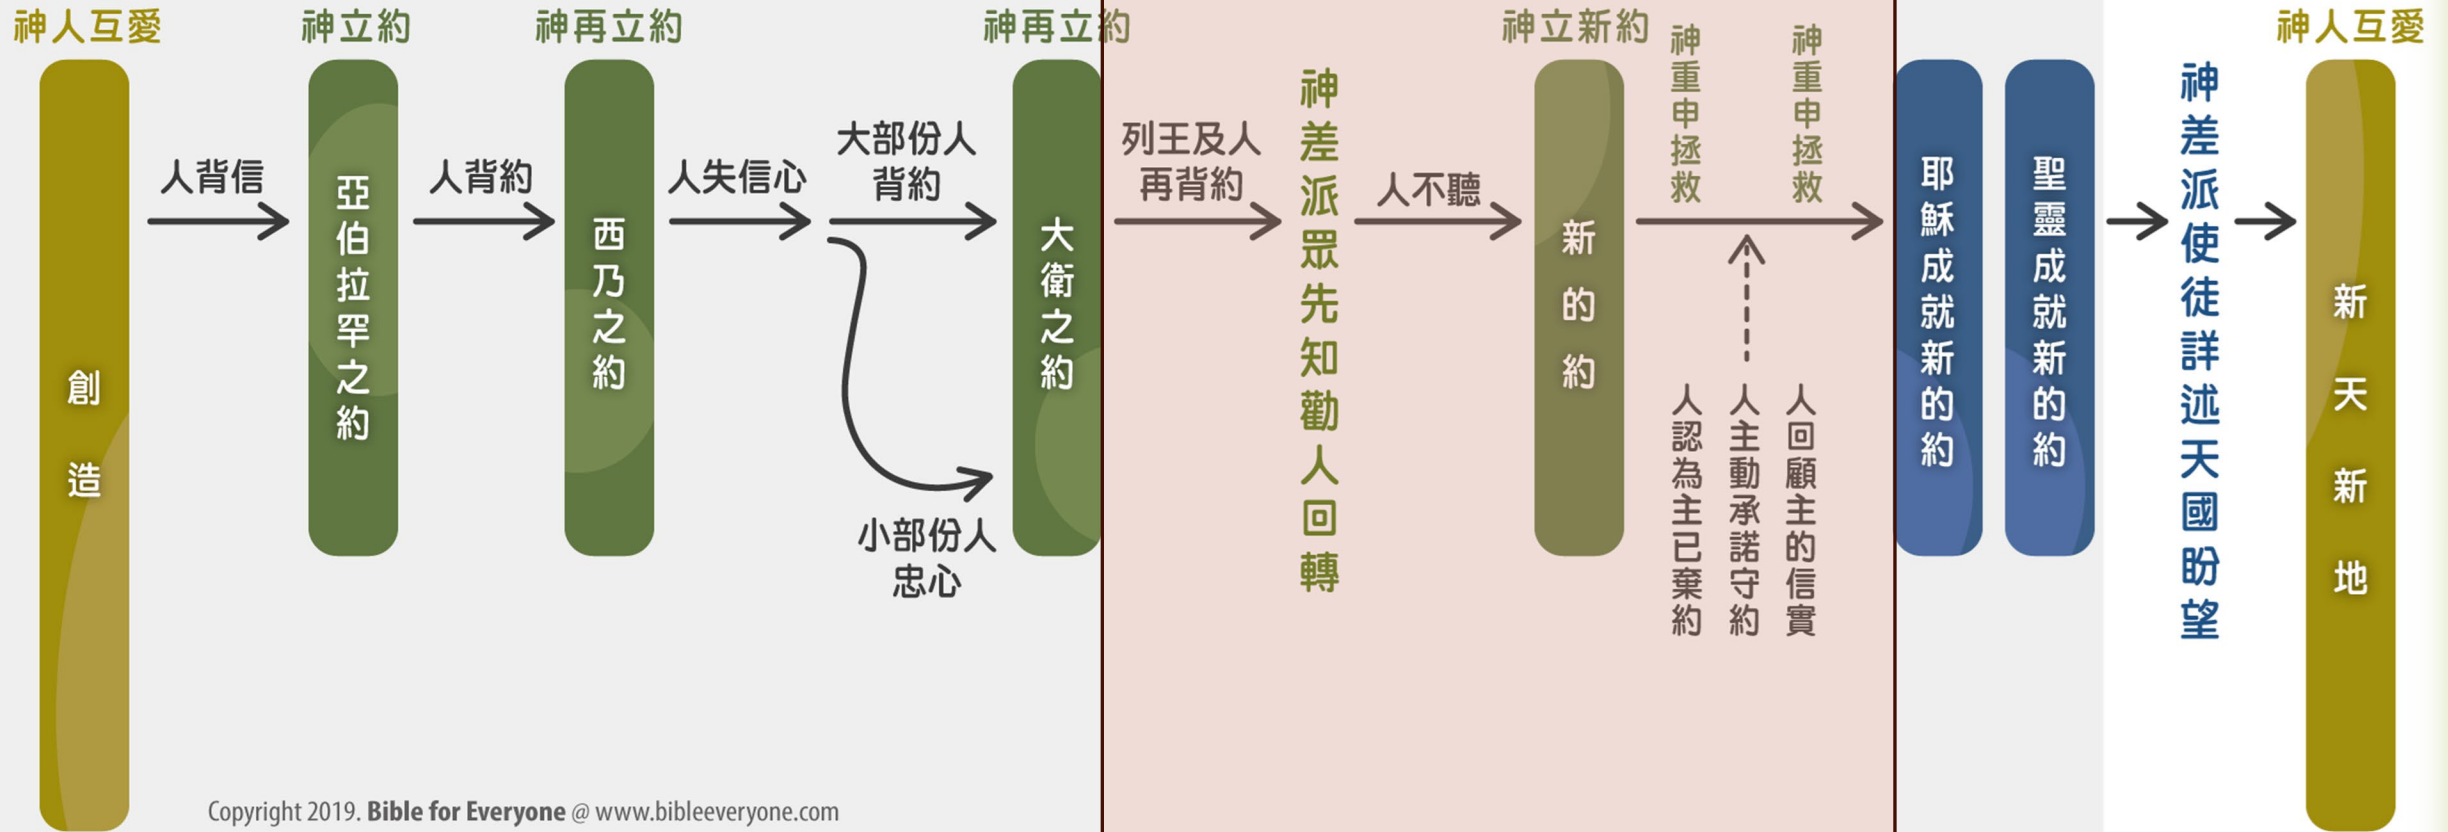 神人互愛
創造
人背信
神立約
亞伯拉罕之約
人背約
神再立約
西乃之約
人失信心
大部份人
背約
小部份人
忠心
神再立約
大衛之約
列王及人
再背約
神差派眾先知勸人回轉
人不聽
神立新約
新的約
神重申拯救
神重申拯救
人認為主已棄約
人主動承諾守約
人回顧主的信實
耶穌成就新的約
聖靈成就新的約
神差派使徒詳述天國盼望
神人互愛
新天新地
Copyright 2019. Bible for Everyone @ www.bibleeveryone.com